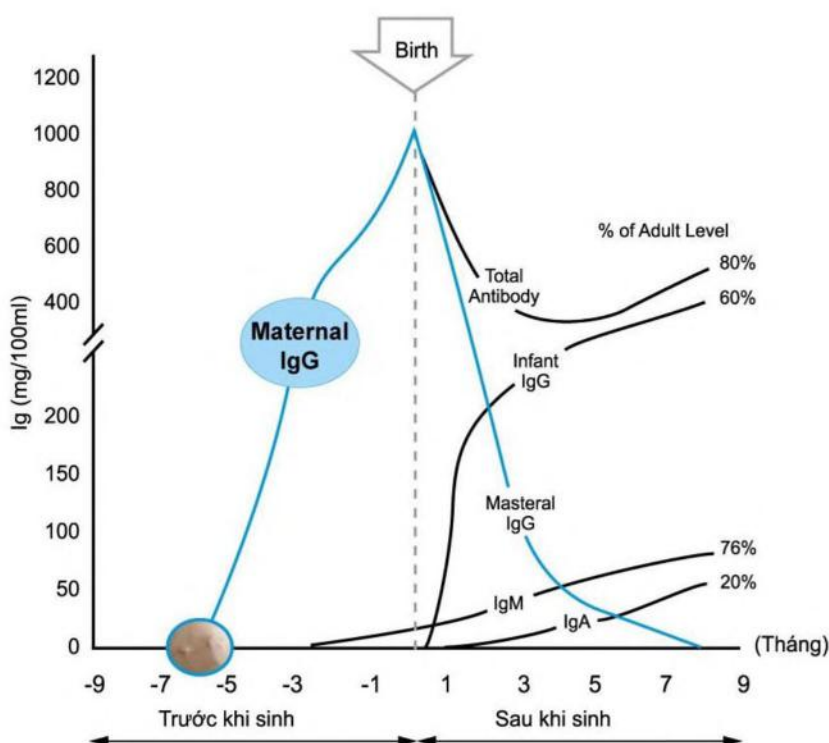 Birth
Ig (mg/100ml)
1200
1000
800
600
400
200
150
100
50
0
Maternal
IgG
% of Adult Level
Total
Antibody
80%
60%
Infant
IgG
Masteral
IgG
IgM
76%
IgA
20%
(Tháng)
-9 -7 -5 -3 -1 1 3 5 7 9
Trước khi sinh
Sau khi sinh